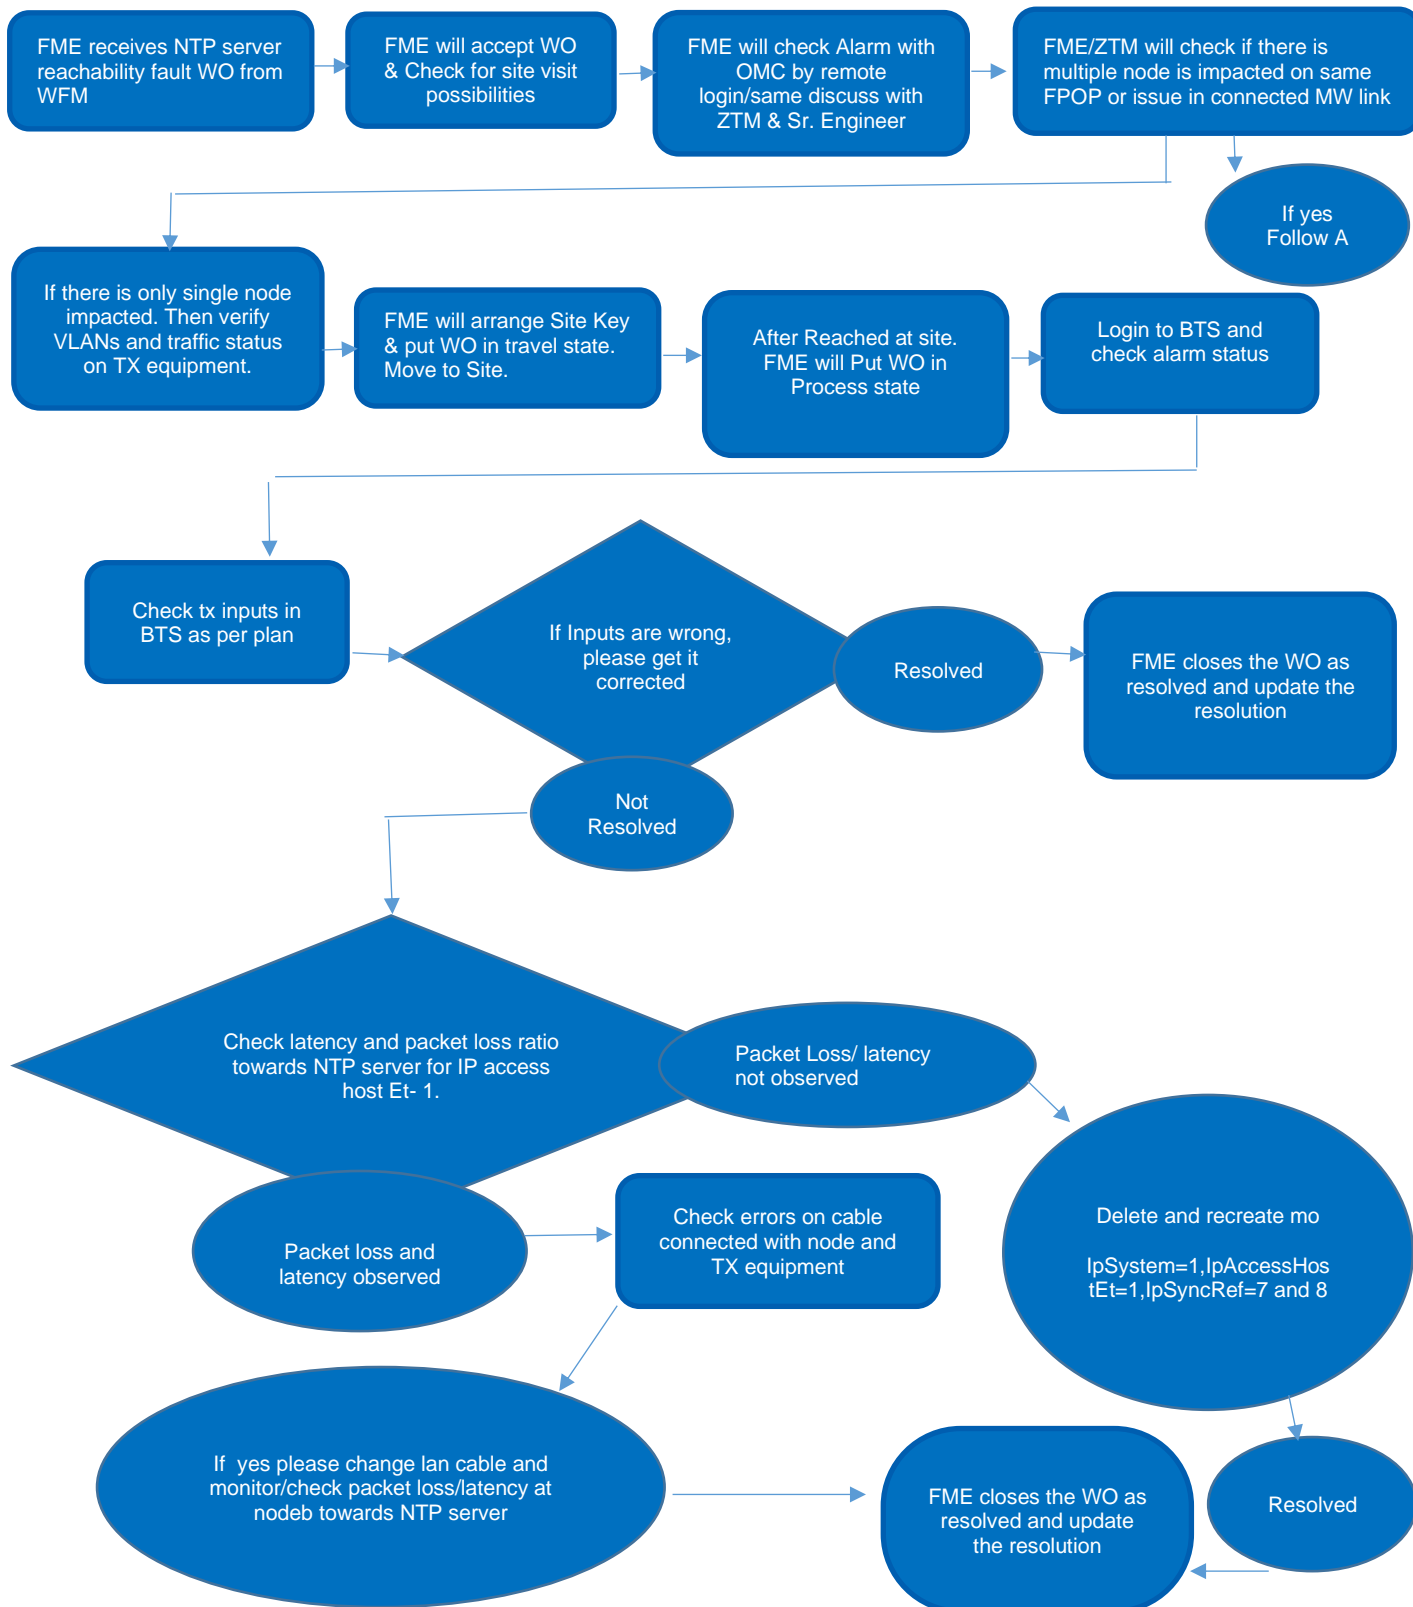 FME receives NTP server
reachability fault WO from
WFM
FME will accept WO
& Check for site visit
possibilities
FME will check Alarm with
OMC by remote
login/same discuss with
ZTM & Sr. Engineer
FME/ZTM will check if there is
multiple node is impacted on same
FPOP or issue in connected MW link
If yes
Follow A
If there is only single node
impacted. Then verify
VLANs and traffic status
on TX equipment.
FME will arrange Site Key
& put WO in travel state.
Move to Site.
After Reached at site.
FME will Put WO in
Process state
Login to BTS and
check alarm status
Check tx inputs in
BTS as per plan
If Inputs are wrong,
please get it
corrected
Resolved
FME closes the WO as
resolved and update the
resolution
Not
Resolved
Check latency and packet loss ratio
towards NTP server for IP access
host Et- 1.
Packet Loss/ latency
not observed
Packet loss and
latency observed
Check errors on cable
connected with node and
TX equipment
Delete and recreate mo
IpSystem=1,IpAccessHos
tEt=1,IpSyncRef=7 and 8
If  yes please change lan cable and
monitor/check packet loss/latency at
nodeb towards NTP server
FME closes the WO as
resolved and update
the resolution
Resolved